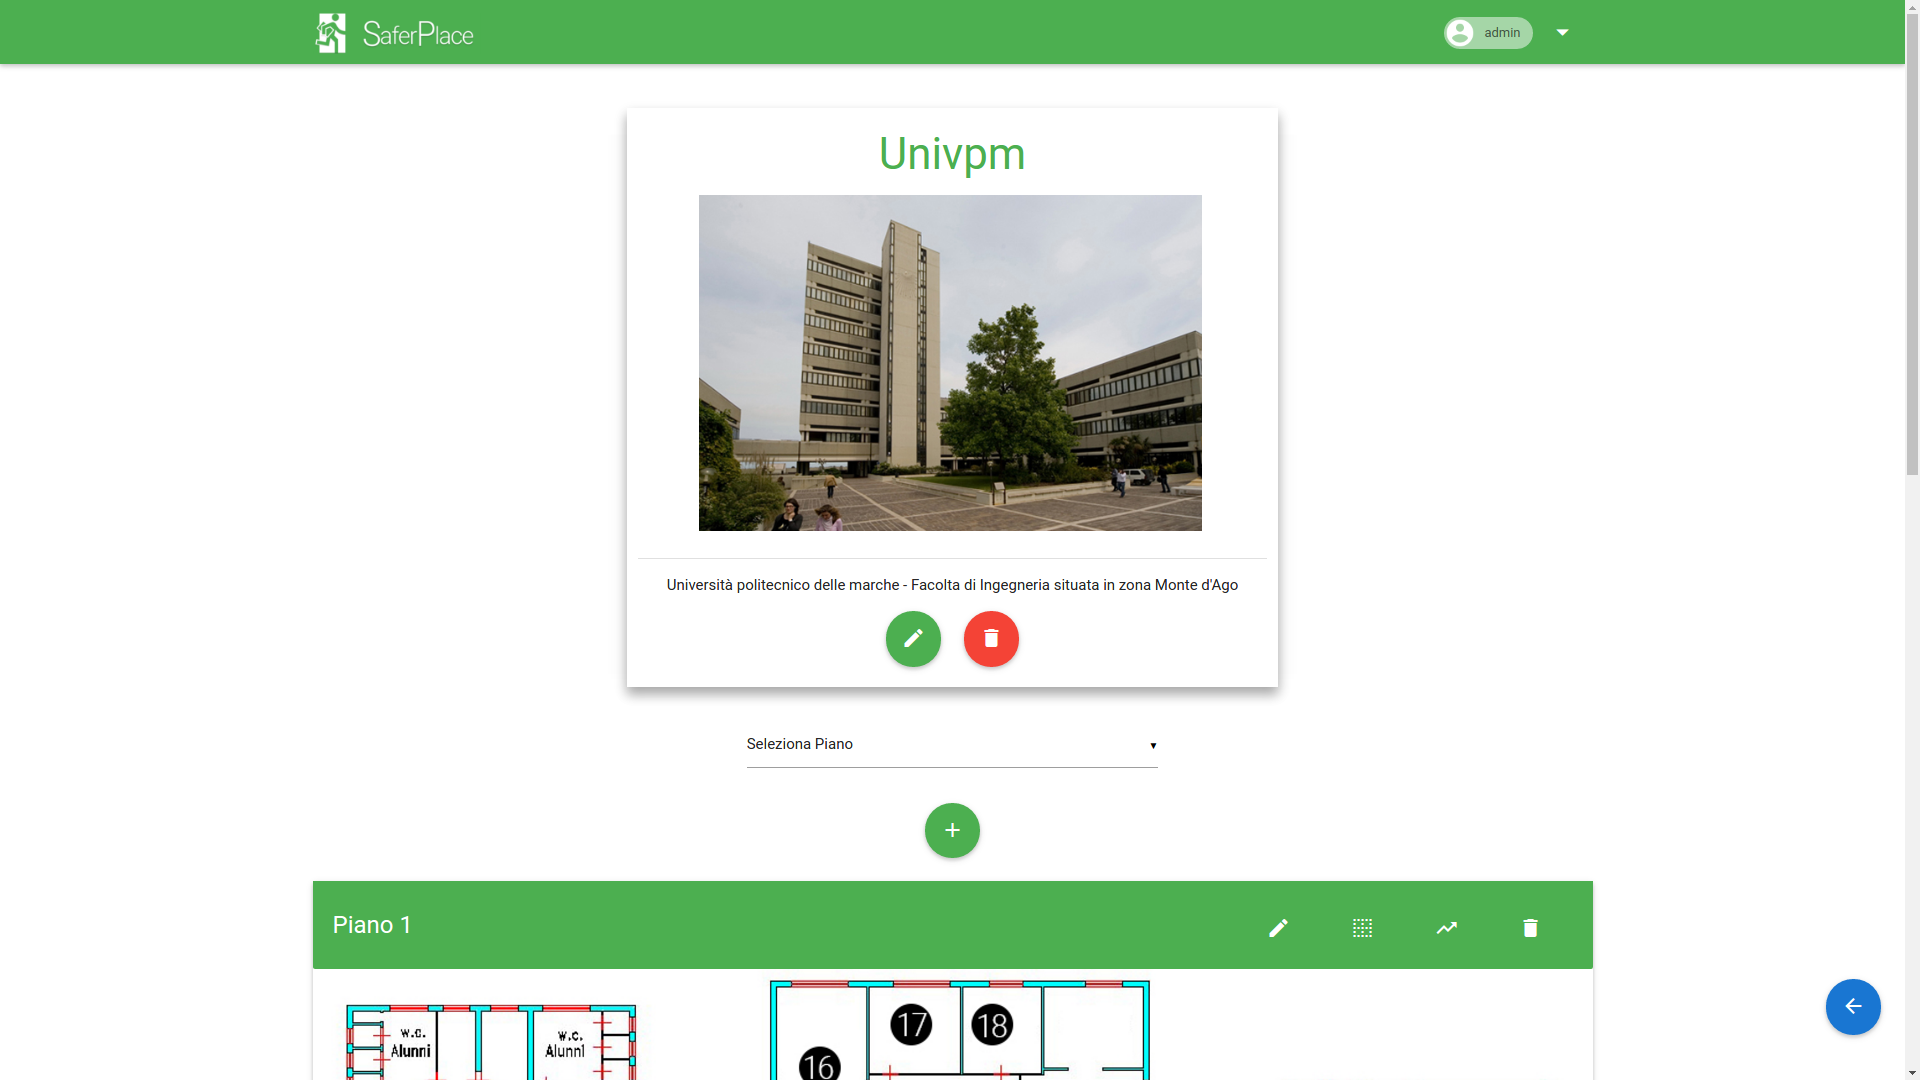 SaferPlace
admin
Univpm
Università politecnico delle marche - Facolta di Ingegneria situata in zona Monte d'Ago
Seleziona Piano
Piano 1
w.c.
Alunni
w.c.
Alunni
17
18
16